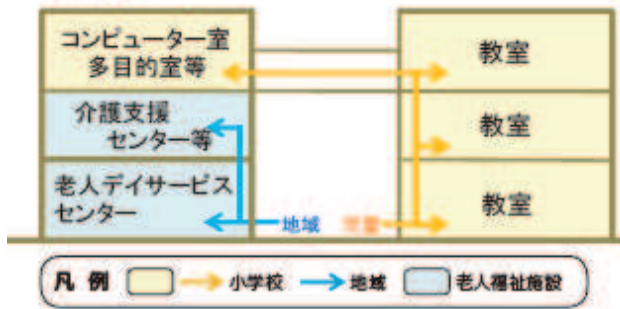 コンピューター室
多目的室等
教室
介護支援
センター等
教室
老人デイサービス
センター
教室
地域
児童
凡例
小学校
地域
老人福祉施設